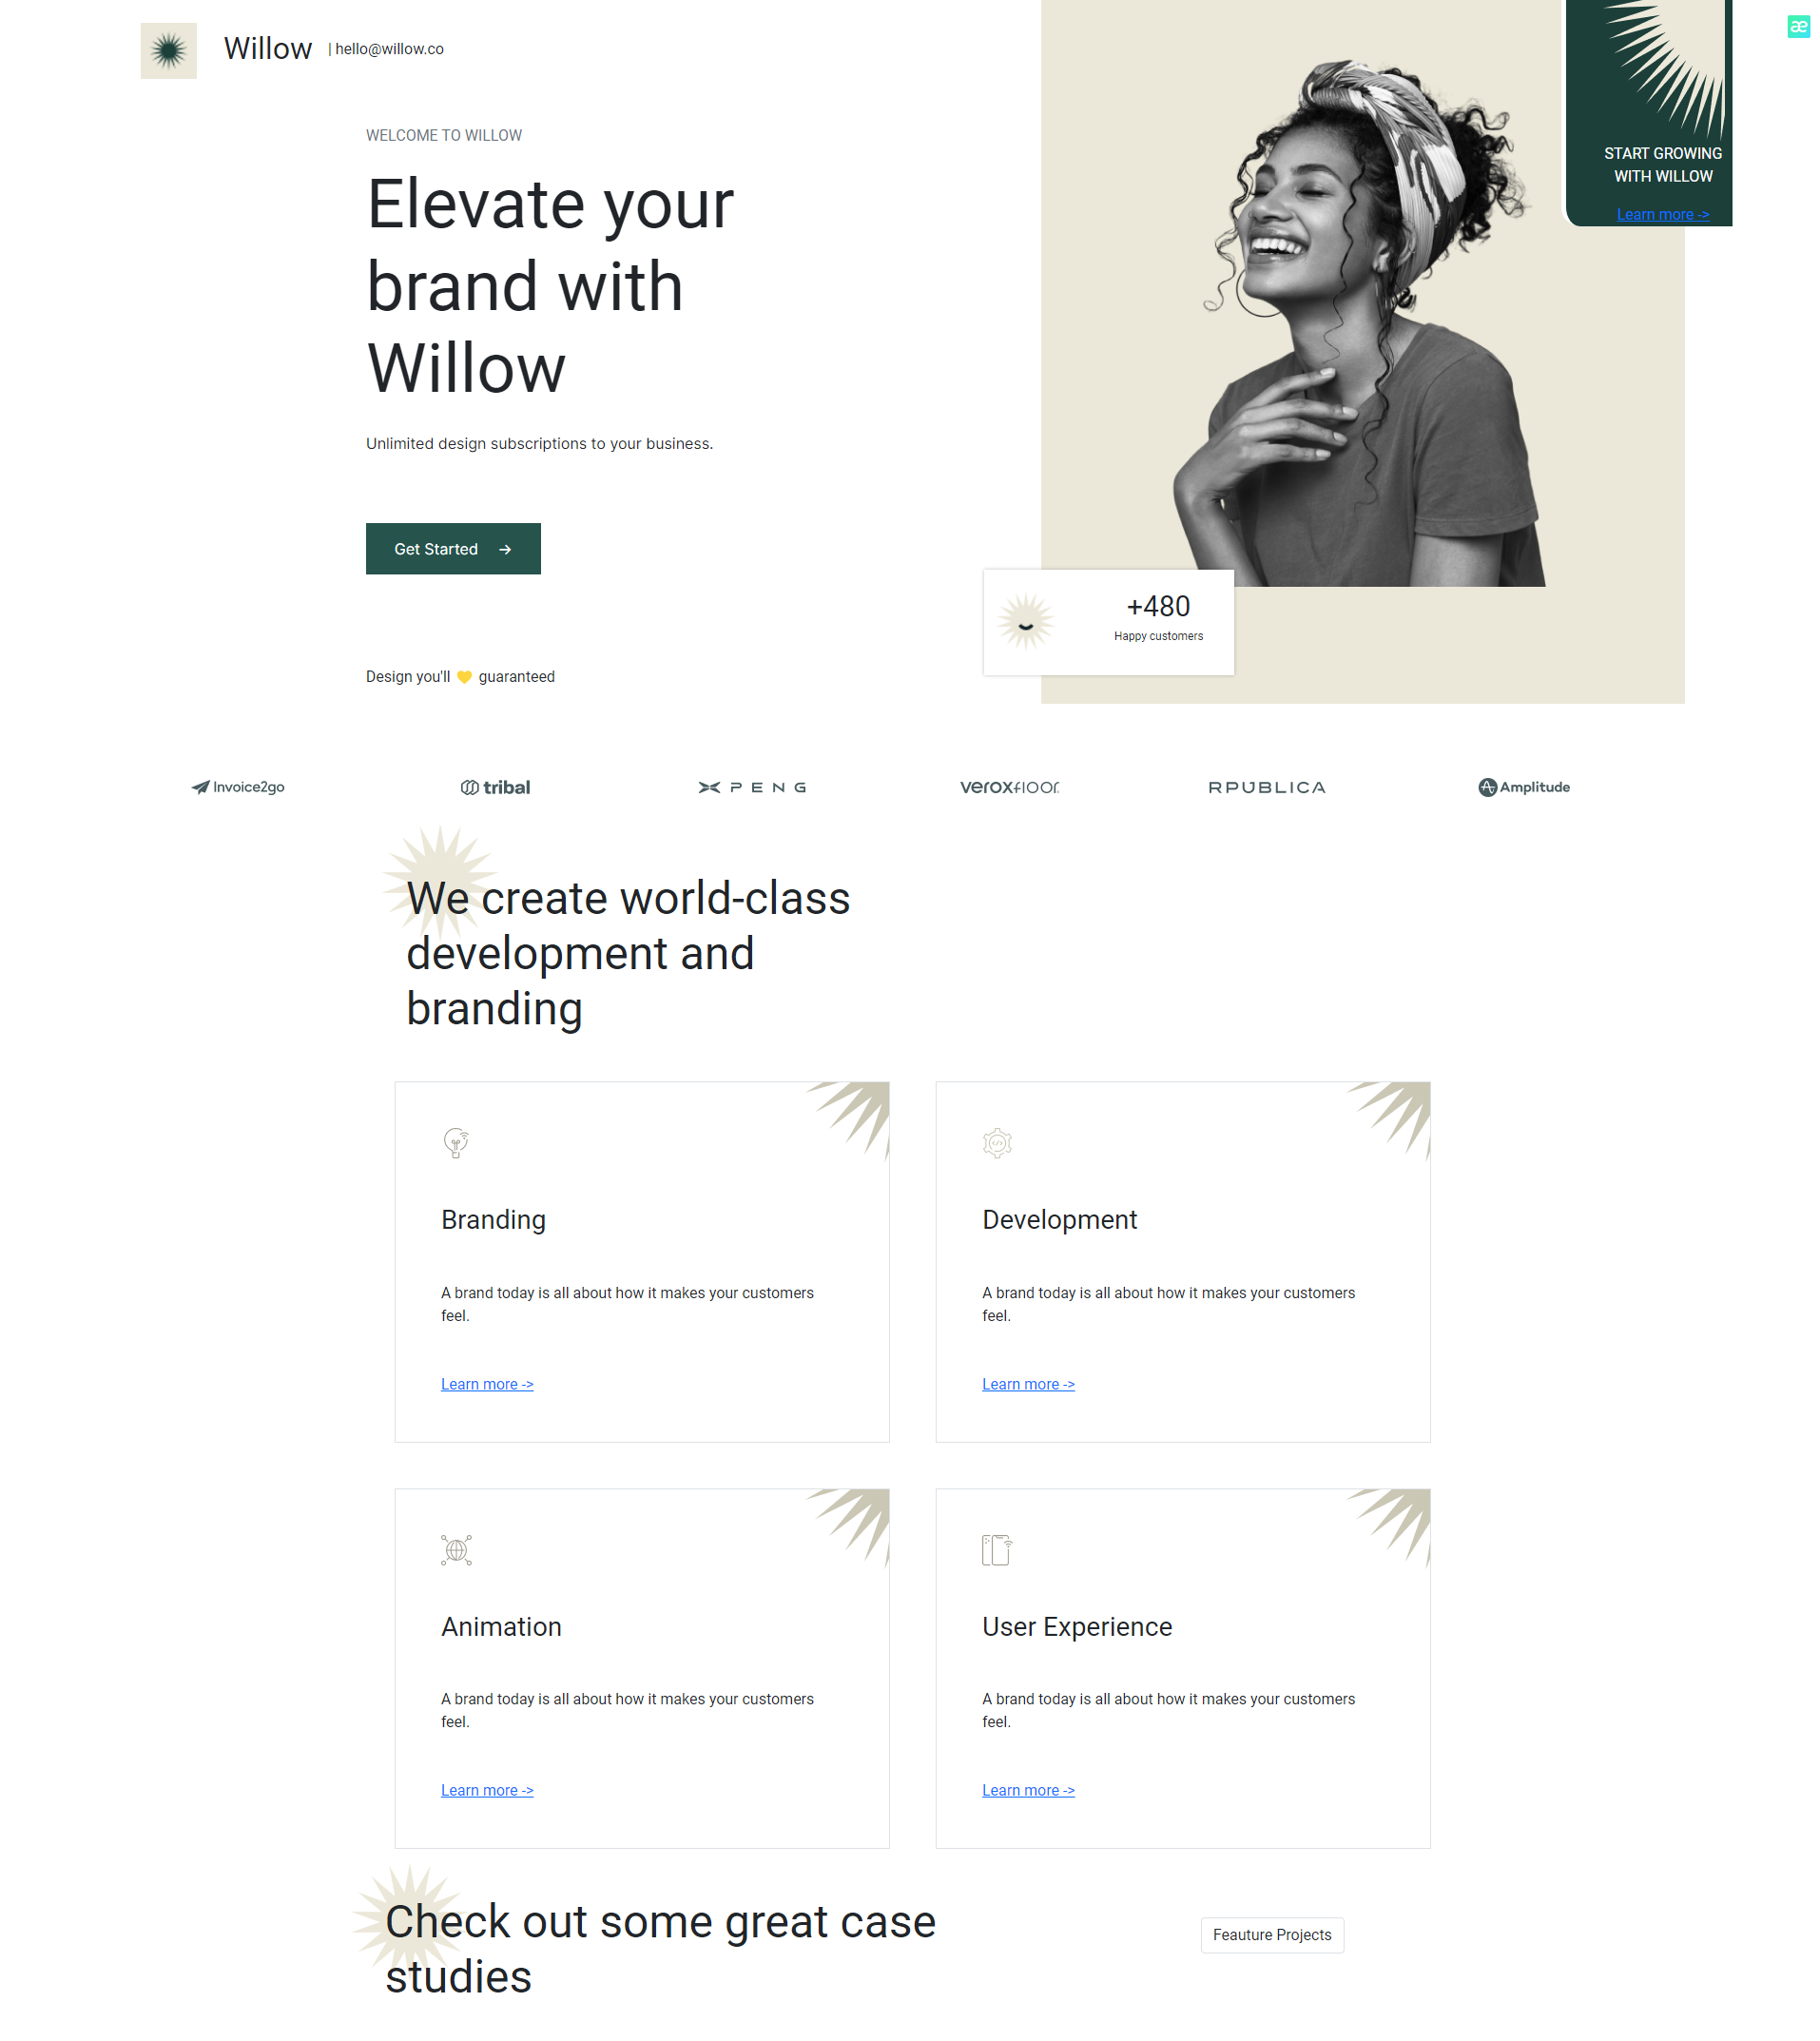 Willow | hello@willow.co
æ
START GROWING
WITH WILLOW
Learn more ->
WELCOME TO WILLOW
Elevate your
brand with
Willow
Unlimited design subscriptions to your business.
Get Started →
+480
Happy customers
Design you'll 💛 guaranteed
Invoice2go
tribal
XPENG
veroxfloor
RPUBLICA
Amplitude
We create world-class
development and
branding
Branding
A brand today is all about how it makes your customers
feel.
Learn more ->
Development
A brand today is all about how it makes your customers
feel.
Learn more ->
Animation
A brand today is all about how it makes your customers
feel.
Learn more ->
User Experience
A brand today is all about how it makes your customers
feel.
Learn more ->
Check out some great case
studies
Feauture Projects